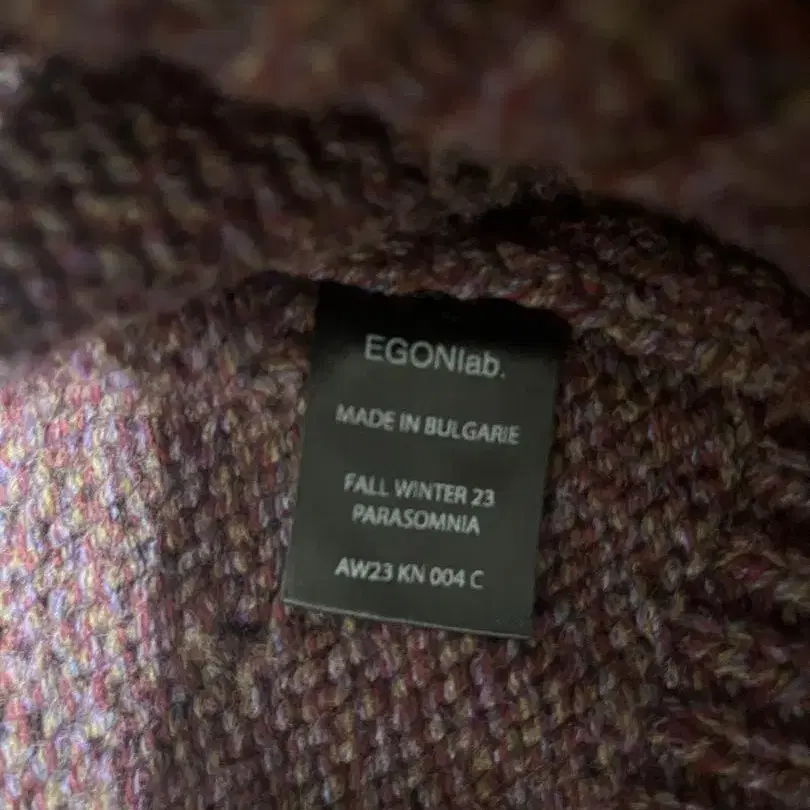 EGONlab.
MADE IN BULGARIE
FALL WINTER 23
PARASOMNIA
AW23 KN 004 C